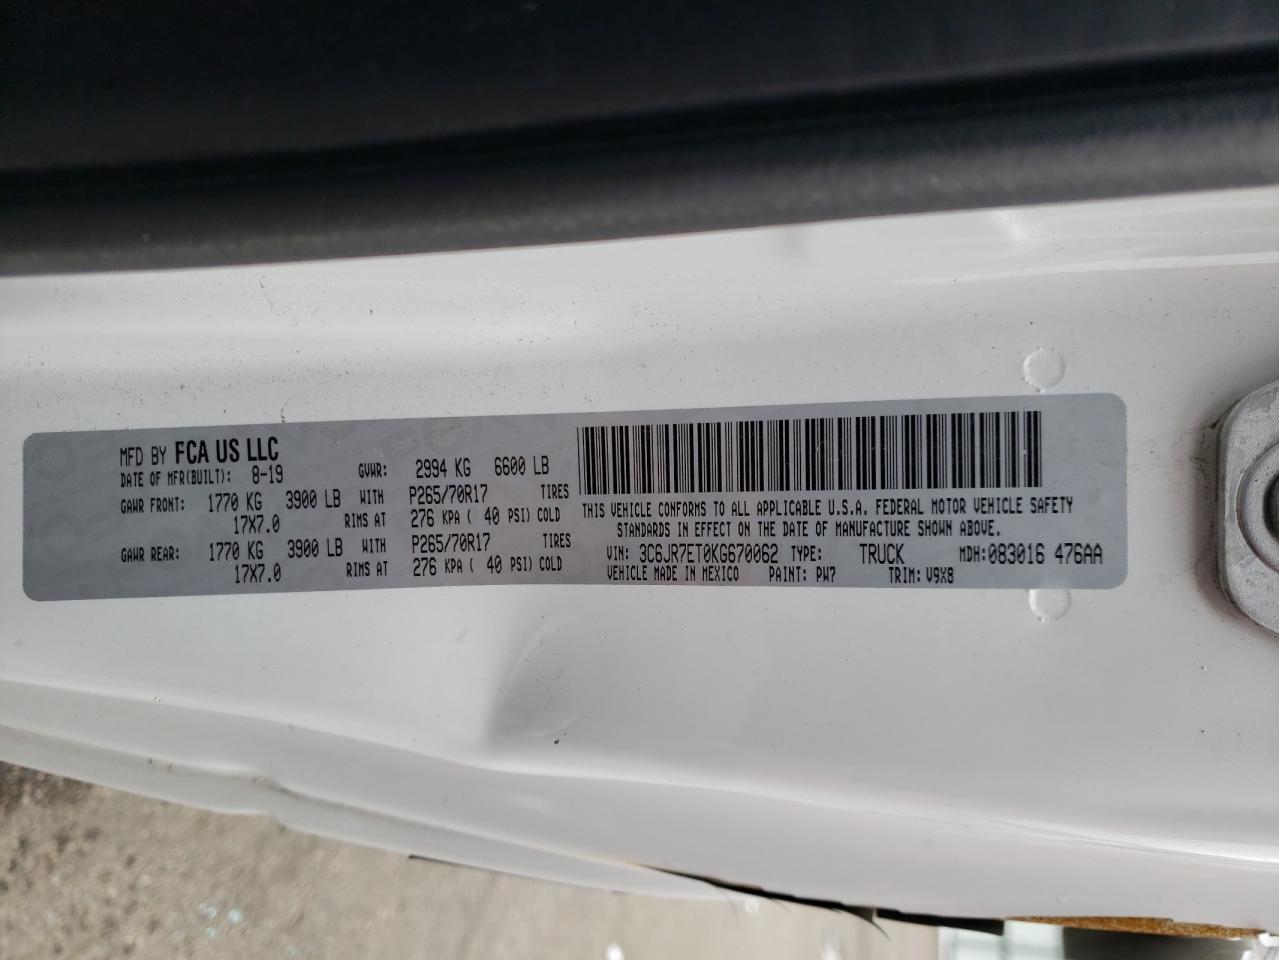 MFD BY FCA US LLC
DATE OF MFR(BUILT): 8-19 GVWR: 2994 KG 6600 LB
GAWR FRONT: 1770 KG 3900 LB WITH P265/70R17 TIRES
17X7.0 RIMS AT 276 KPA ( 40 PSI) COLD
GAWR REAR: 1770 KG 3900 LB WITH P265/70R17 TIRES
17X7.0 RIMS AT 276 KPA ( 40 PSI) COLD
THIS VEHICLE CONFORMS TO ALL APPLICABLE U.S.A. FEDERAL MOTOR VEHICLE SAFETY
STANDARDS IN EFFECT ON THE DATE OF MANUFACTURE SHOWN ABOVE.
VIN: 3C6JR7ET0KG670062 TYPE: TRUCK MDH: 083016 476AA
VEHICLE MADE IN MEXICO PAINT: PW7 TRIM: V9X8